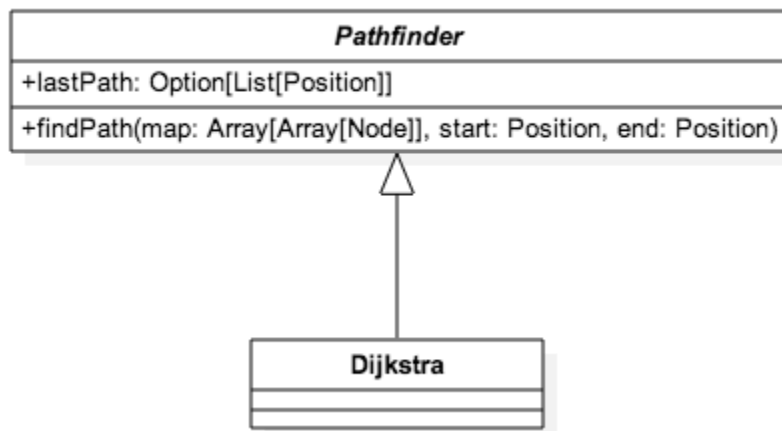 Pathfinder
+lastPath: Option[List[Position]]
+findPath(map: Array[Array[Node]], start: Position, end: Position)
Dijkstra